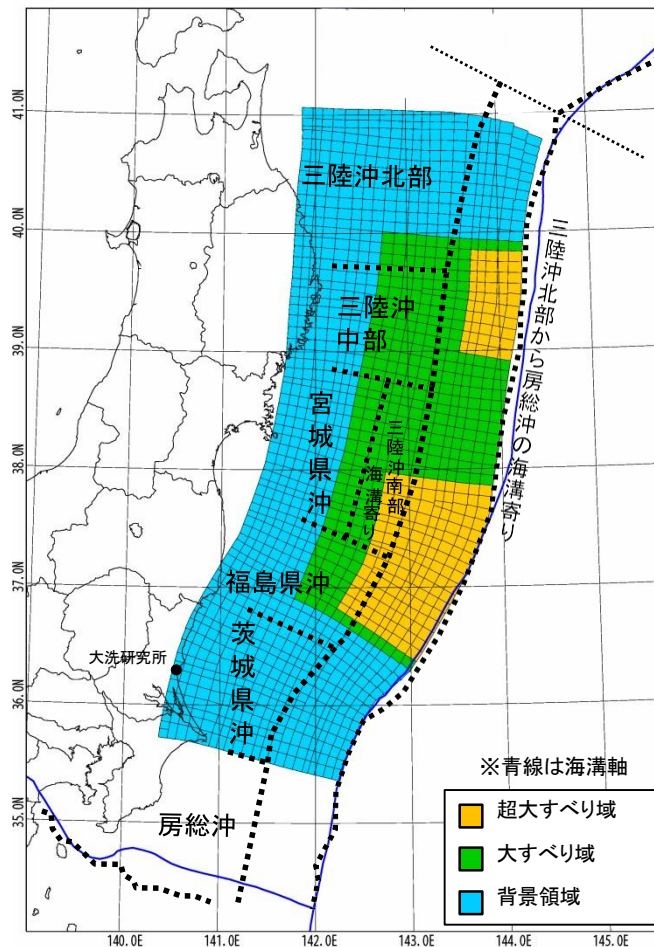 41.0N
三陸沖北部
40.0N
三陸沖北部から房総沖の海溝寄り
三陸沖
中部
39.0N
宮城県沖
三陸沖南部
海溝寄り
38.0N
37.0N
福島県沖
茨城県沖
大洗研究所
36.0N
※青線は海溝軸
35.0N
房総沖
超大すべり域
大すべり域
背景領域
140.0E
141.0E
142.0E
143.0E
144.0E
145.0E